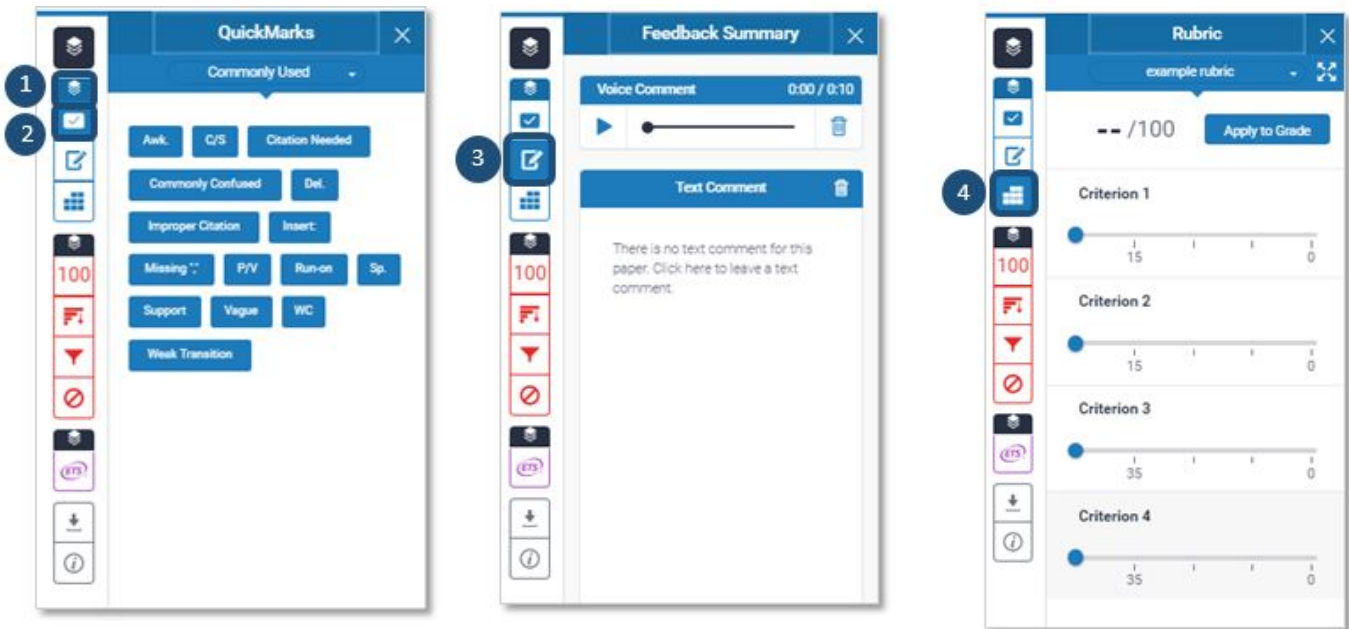 QuickMarks
Commonly Used
1
2
Awk. C/S Citation Needed
Commonly Confused Del.
Improper Citation Insert:
Missing "," P/V Run-on Sp.
Support Vague WC
Weak Transition
100
ETS
i
Feedback Summary
Voice Comment 0:00 / 0:10
3
Text Comment
There is no text comment for this
paper. Click here to leave a text
comment.
100
ETS
i
Rubric
example rubric
-- /100 Apply to Grade
4
Criterion 1
15 0
Criterion 2
15 0
Criterion 3
35 0
Criterion 4
35 0
100
ETS
i